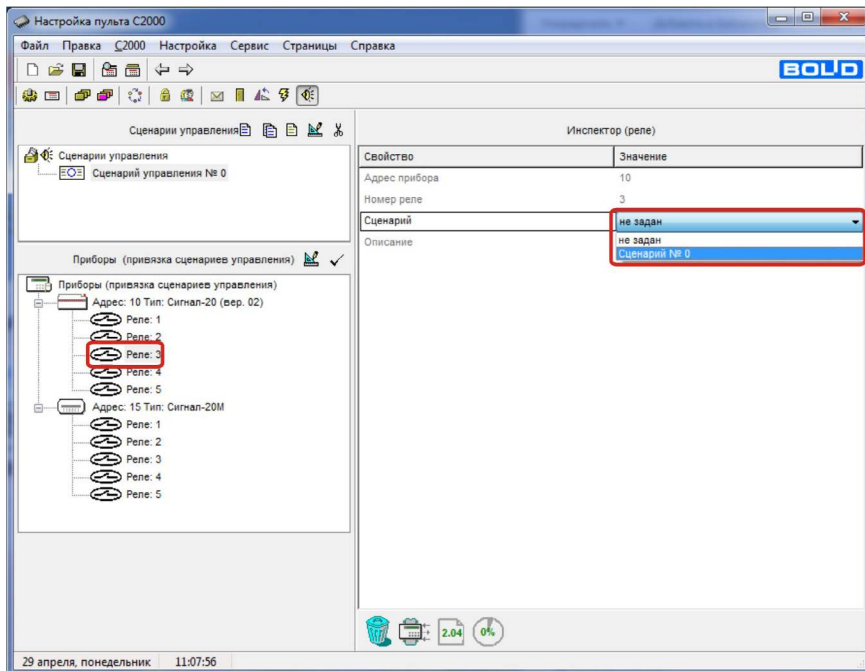 Настройка пульта С2000
Файл Правка С2000 Настройка Сервис Страницы Справка
BOLID
Сценарии управления
Сценарии управления
Сценарий управления № 0
Приборы (привязка сценариев управления)
Приборы (привязка сценариев управления)
Адрес: 10 Тип: Сигнал-20 (вер. 02)
Реле: 1
Реле: 2
Реле: 3
Реле: 4
Реле: 5
Адрес: 15 Тип: Сигнал-20М
Реле: 1
Реле: 2
Реле: 3
Реле: 4
Реле: 5
Инспектор (реле)
Свойство Значение
Адрес прибора 10
Номер реле 3
Сценарий не задан
Описание не задан
Сценарий № 0
2.04 0%
29 апреля, понедельник 11:07:56